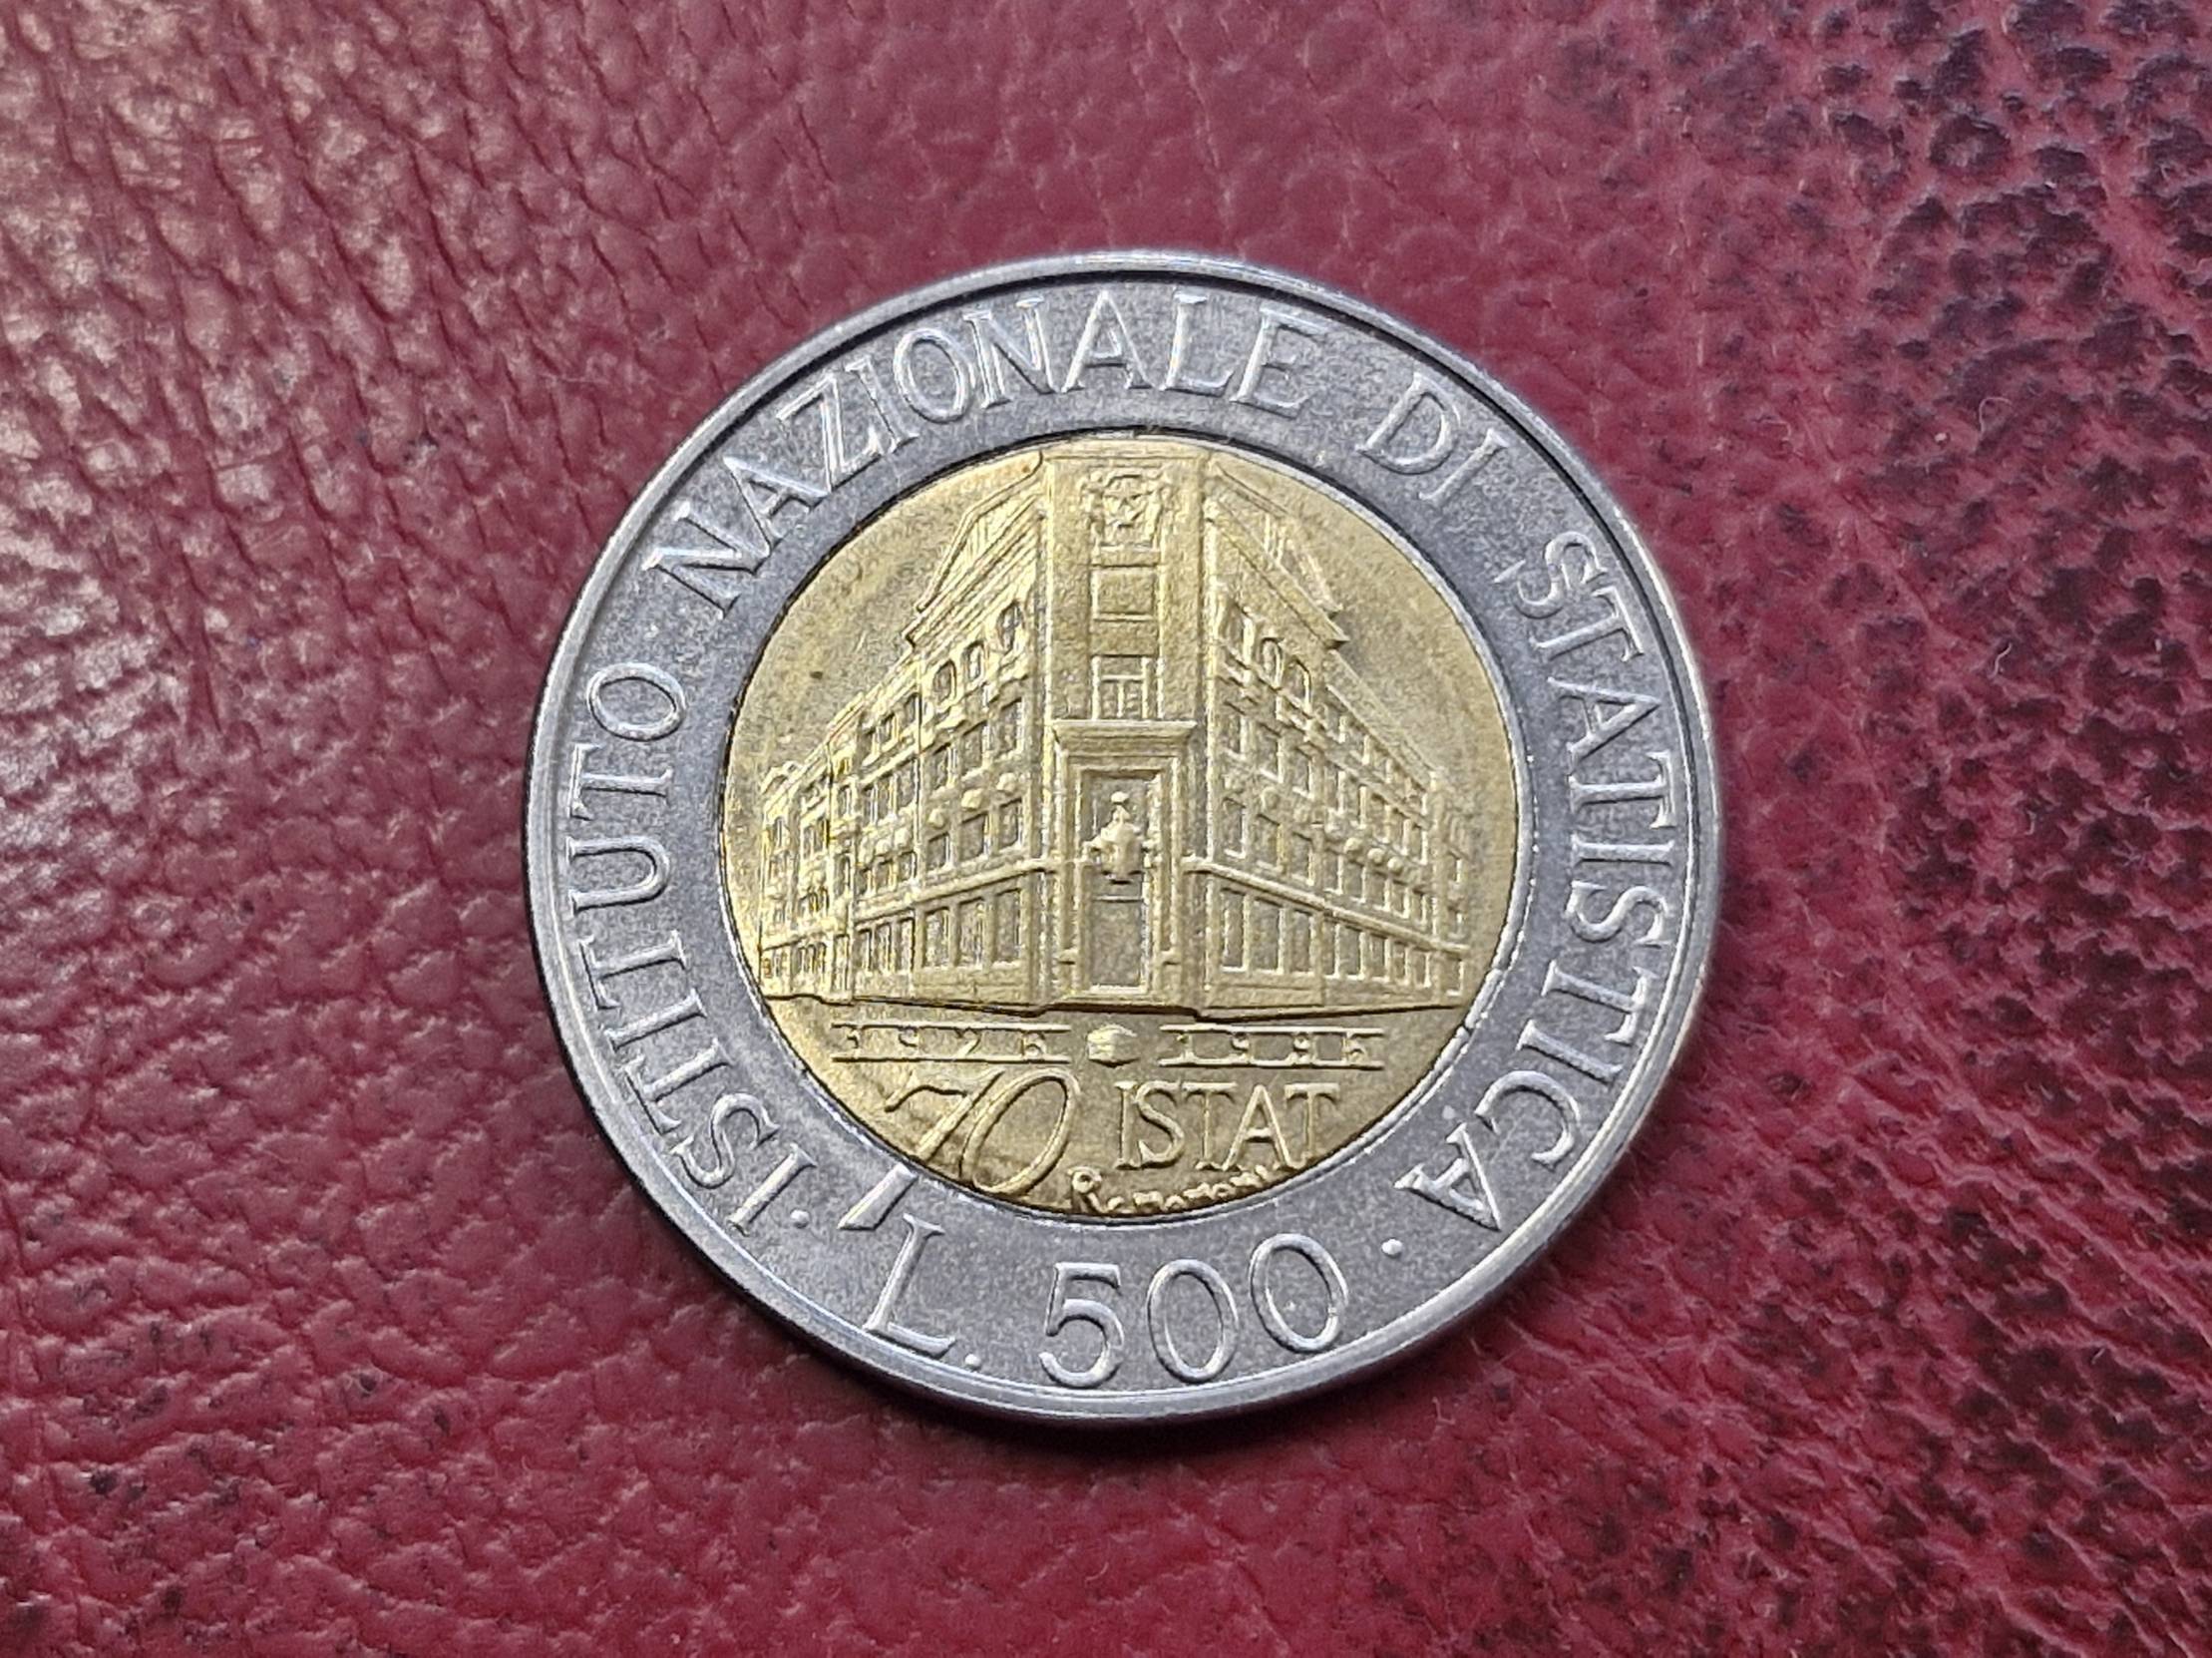 ISTITUTO NAZIONALE DI STATISTICA
1926 1996
70 ISTAT
· L. 500 ·